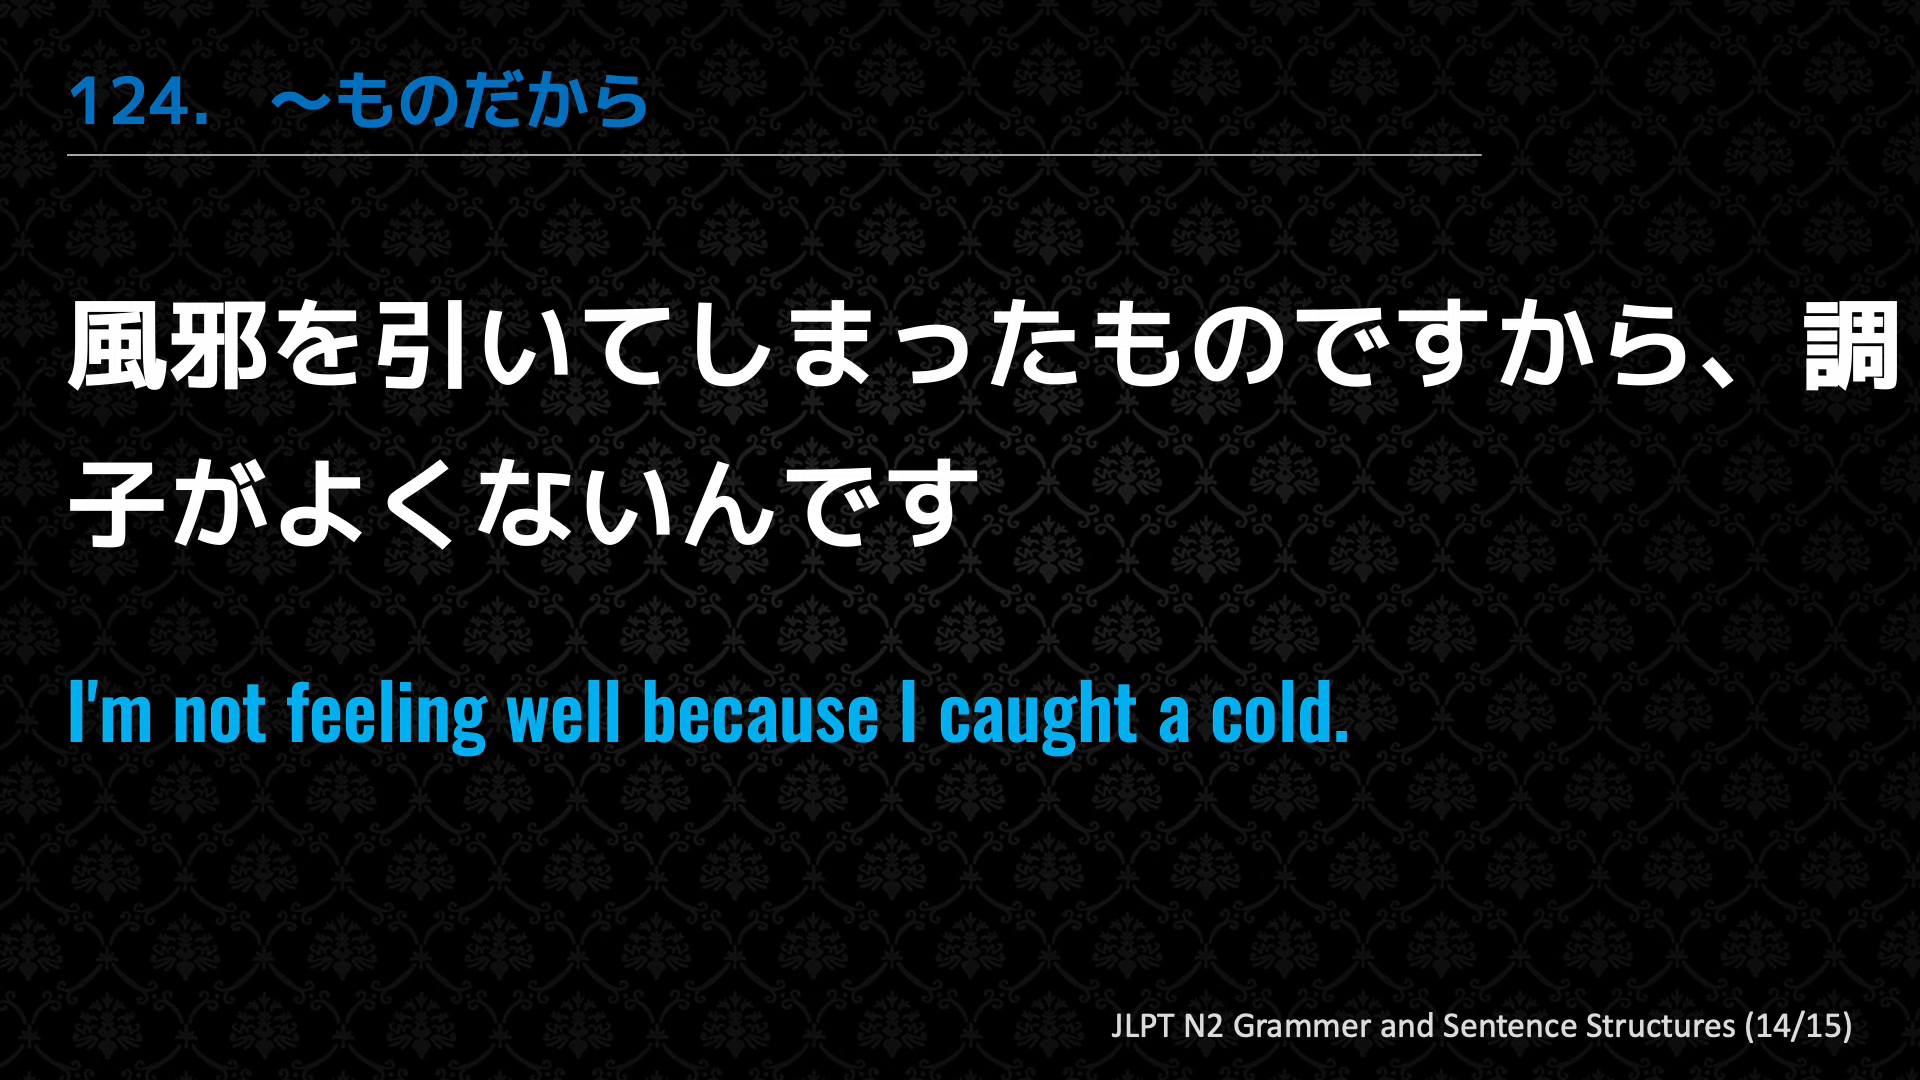 124.　～ものだから
風邪を引いてしまったものですから、調
子がよくないんです
I'm not feeling well because I caught a cold.
JLPT N2 Grammer and Sentence Structures (14/15)